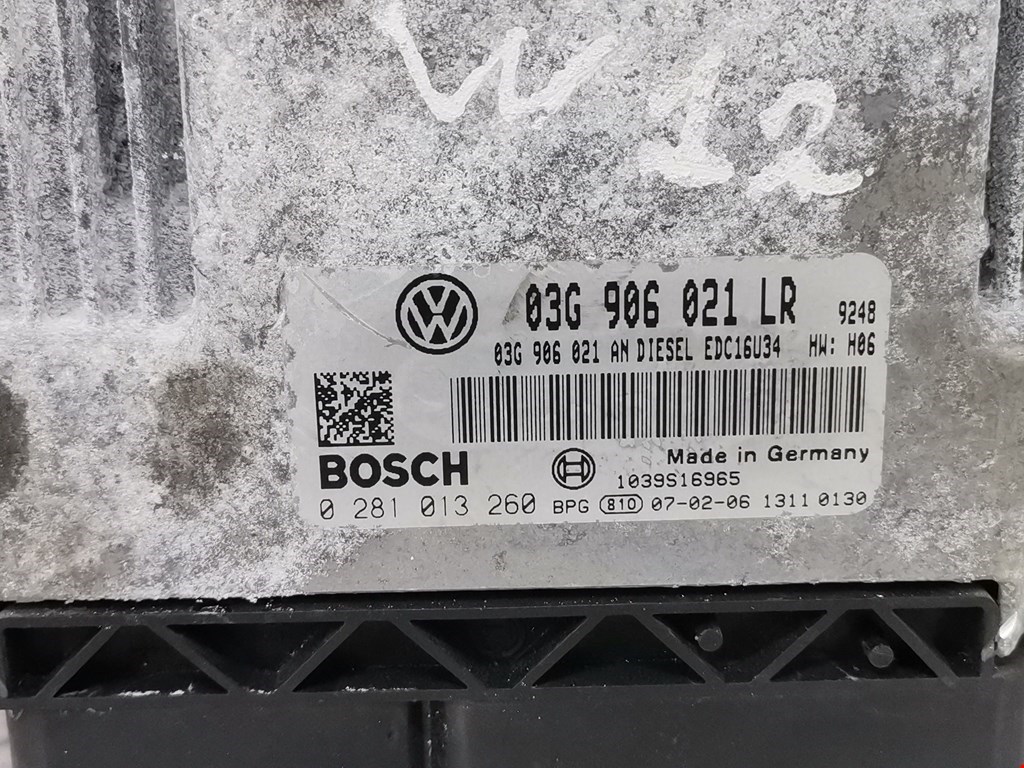 W 12
03G 906 021 LR 9248
03G 906 021 AN DIESEL EDC16U34 HW: H06
BOSCH Made in Germany
1039S16965
0 281 013 260 BPG 810 07-02-06 1311 0130